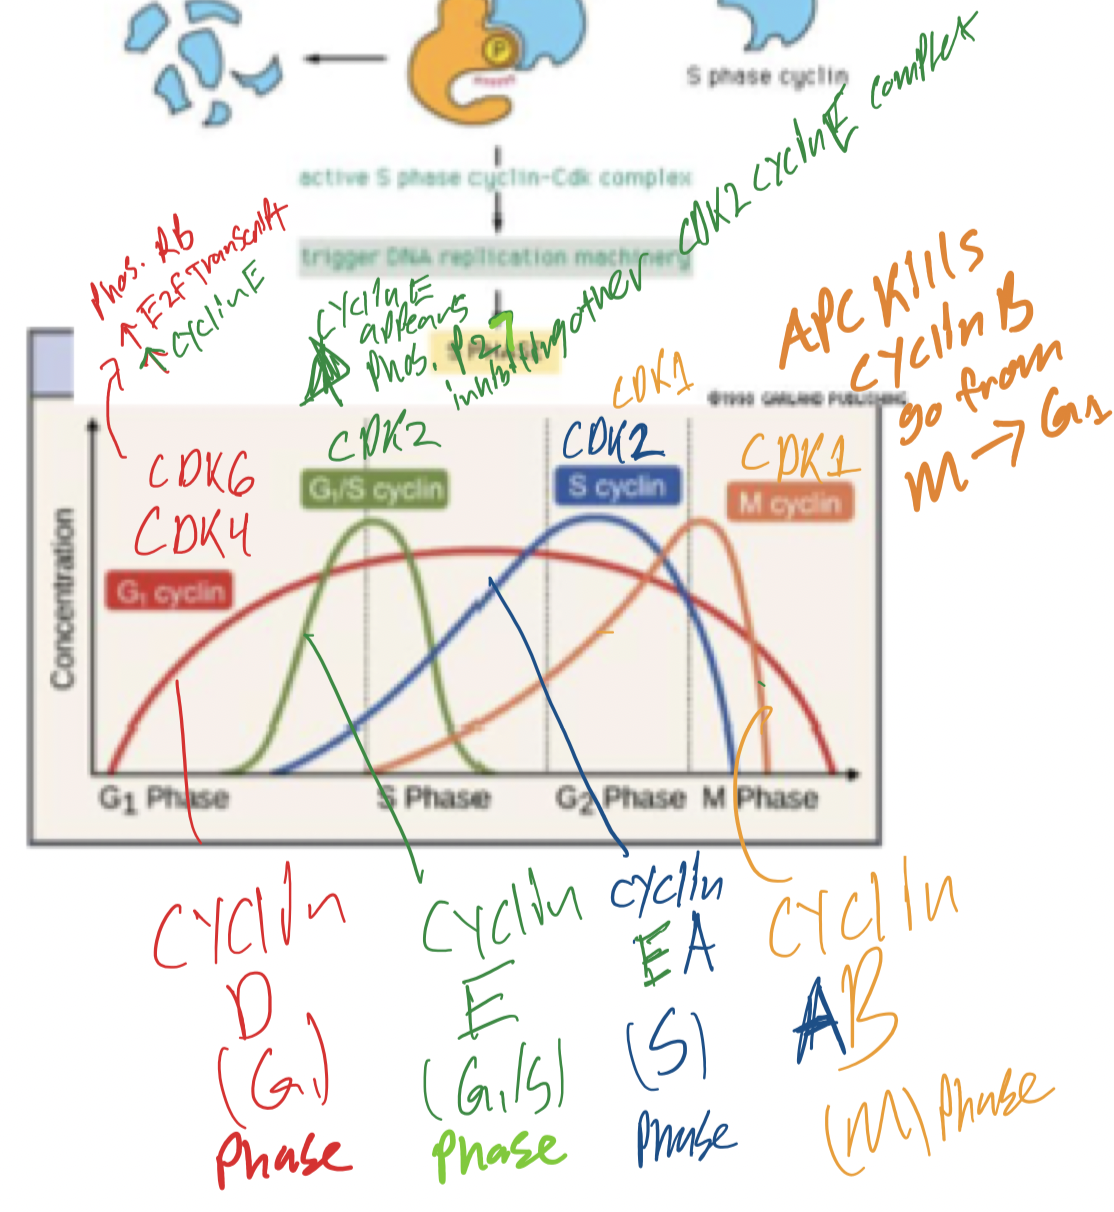 P
S phase cyclin
active S phase cyclin-Cdk complex
trigger DNA replication machinery
S PHASE
©1998 GARLAND PUBLISHING
Phos. RB
↑ E2F Transcript
↑ cyclin E
cyclin E
appears
Phos. P27
inhibiting other CDK2 cyclin E complex
APC Kills
cyclin B
go from
M → G1
CDK1
CDK6
CDK4
CDK2
CDK2
CDK1
G1 cyclin
G1/S cyclin
S cyclin
M cyclin
Concentration
G1 Phase
S Phase
G2 Phase
M Phase
cyclin
D
(G1)
Phase
cyclin
E
(G1/S)
Phase
cyclin
E A
(S)
Phase
cyclin
A B
(M) Phase